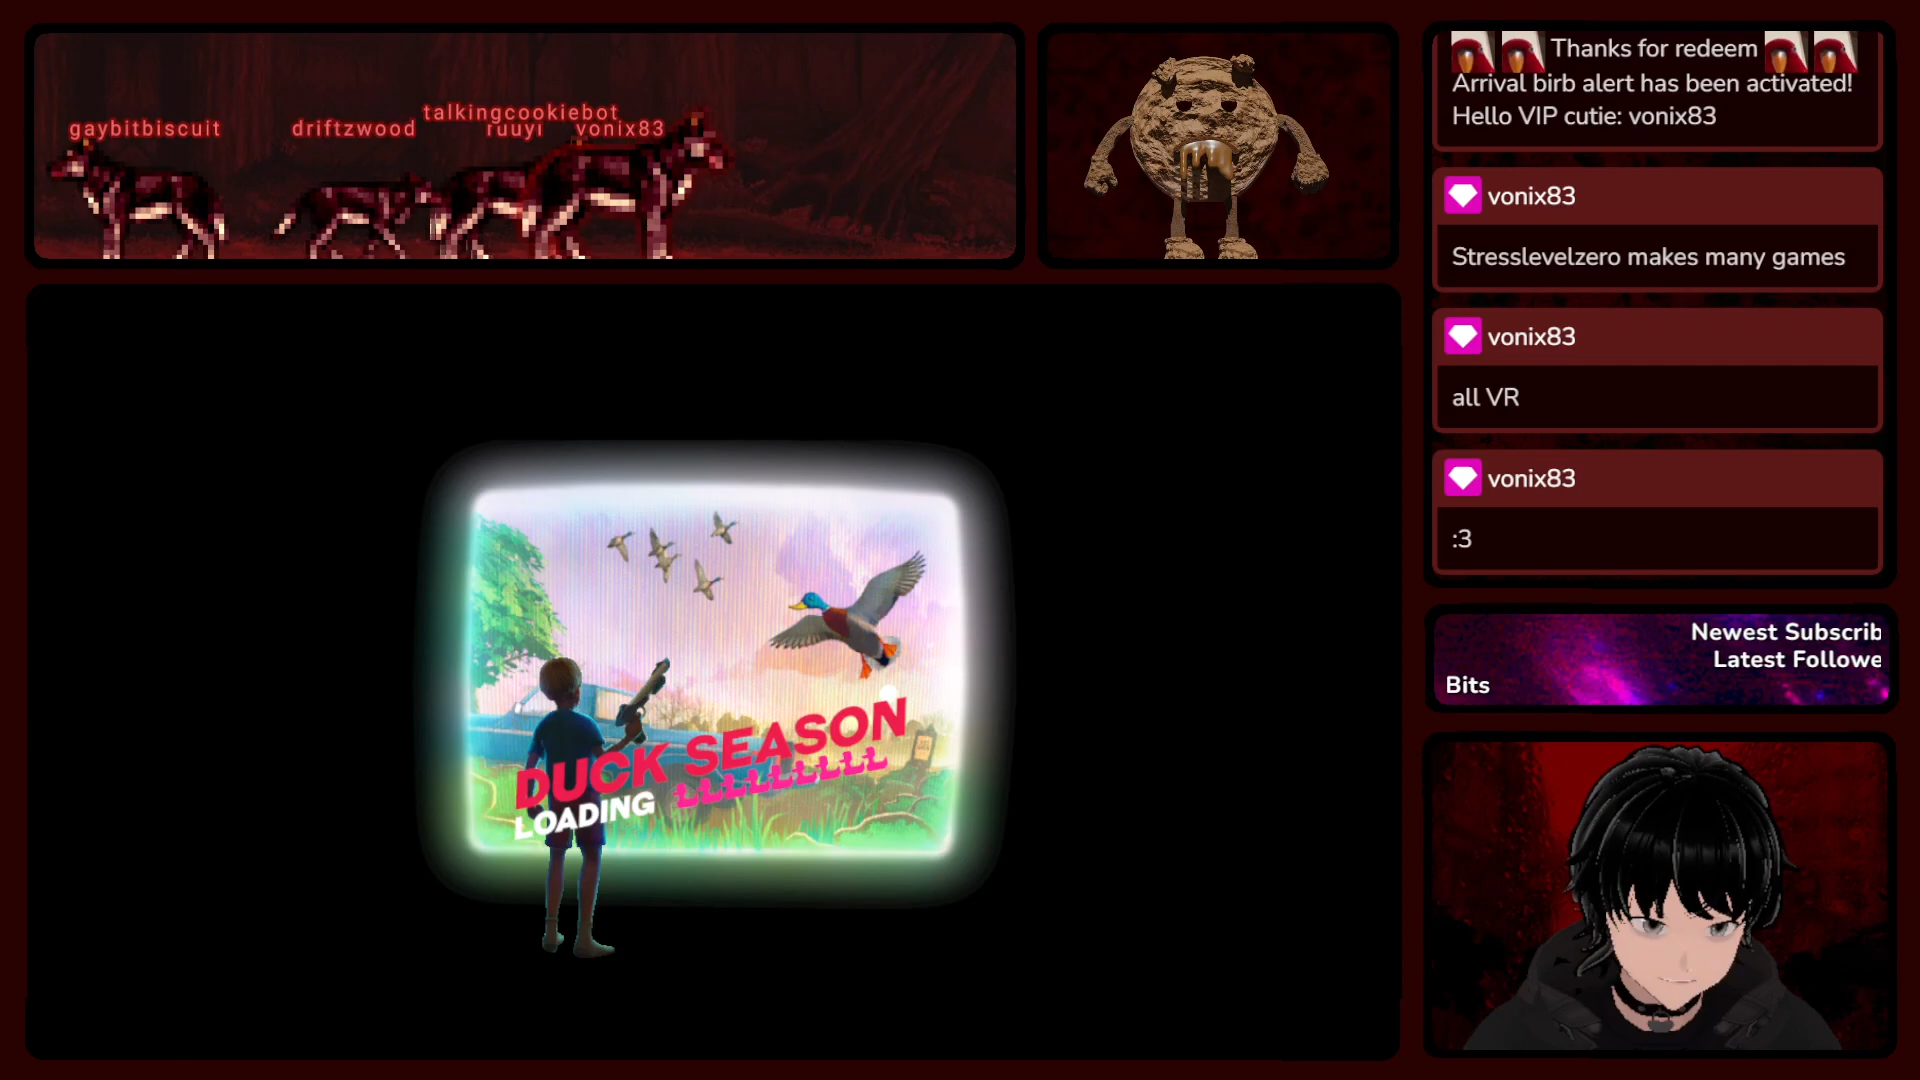 gaybitbiscuit
driftzwood
talkingcookiebot
ruuyi
vonix83
DUCK SEASON
LOADING
Thanks for redeem
Arrival birb alert has been activated!
Hello VIP cutie: vonix83
vonix83
Stresslevelzero makes many games
vonix83
all VR
vonix83
:3
Newest Subscrib
Latest Followe
Bits